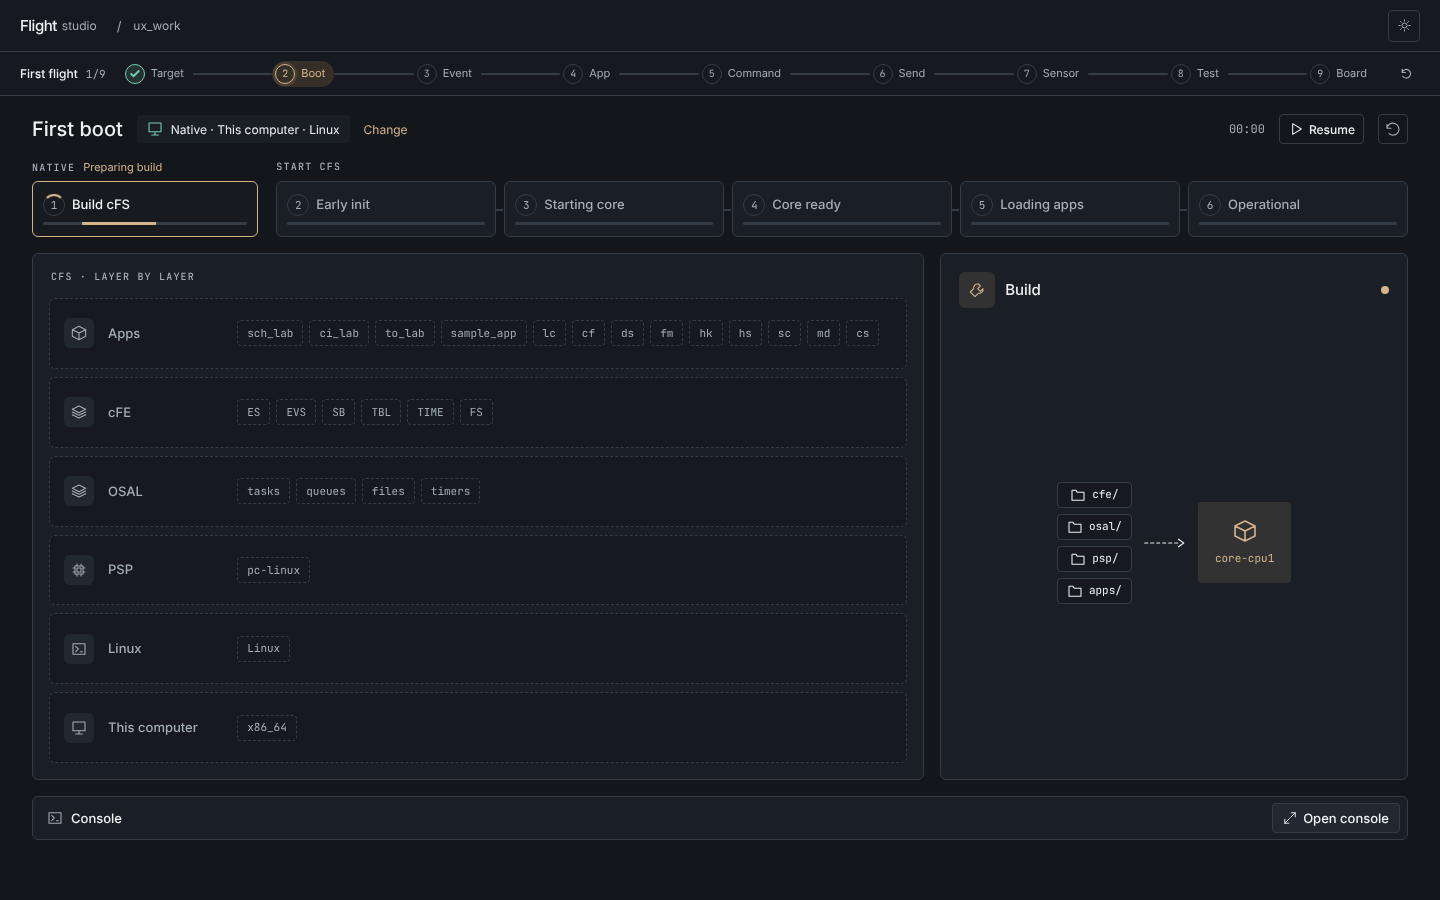 Flight studio / ux_work
First flight 1/9 Target 2 Boot 3 Event 4 App 5 Command 6 Send 7 Sensor 8 Test 9 Board
First boot Native · This computer · Linux Change 00:00 Resume
NATIVE Preparing build START CFS
1 Build cFS 2 Early init 3 Starting core 4 Core ready 5 Loading apps 6 Operational
CFS · LAYER BY LAYER
Apps sch_lab ci_lab to_lab sample_app lc cf ds fm hk hs sc md cs
cFE ES EVS SB TBL TIME FS
OSAL tasks queues files timers
PSP pc-linux
Linux Linux
This computer x86_64
Build
cfe/
osal/
psp/
apps/
core-cpu1
Console Open console